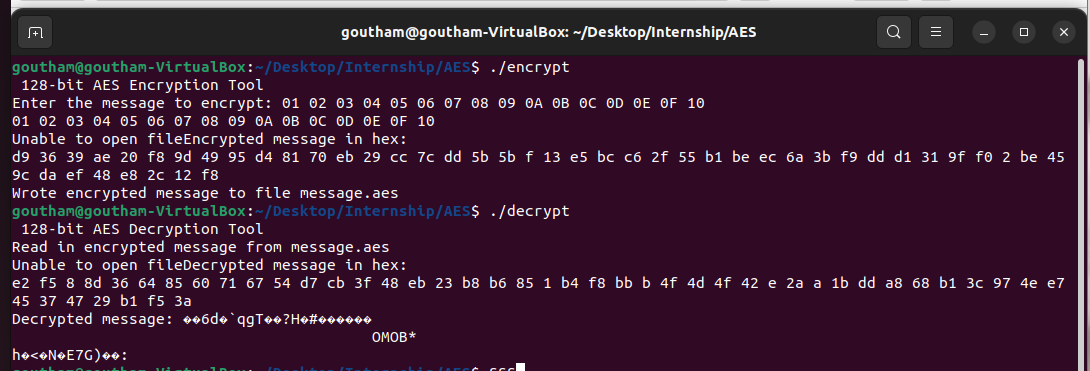 goutham@goutham-VirtualBox: ~/Desktop/Internship/AES
goutham@goutham-VirtualBox:~/Desktop/Internship/AES$ ./encrypt
128-bit AES Encryption Tool
Enter the message to encrypt: 01 02 03 04 05 06 07 08 09 0A 0B 0C 0D 0E 0F 10
01 02 03 04 05 06 07 08 09 0A 0B 0C 0D 0E 0F 10
Unable to open fileEncrypted message in hex:
d9 36 39 ae 20 f8 9d 49 95 d4 81 70 eb 29 cc 7c dd 5b 5b f 13 e5 bc c6 2f 55 b1 be ec 6a 3b f9 dd d1 31 9f f0 2 be 45
9c da ef 48 e8 2c 12 f8
Wrote encrypted message to file message.aes
goutham@goutham-VirtualBox:~/Desktop/Internship/AES$ ./decrypt
128-bit AES Decryption Tool
Read in encrypted message from message.aes
Unable to open fileDecrypted message in hex:
e2 f5 8 8d 36 64 85 60 71 67 54 d7 cb 3f 48 eb 23 b8 b6 85 1 b4 f8 bb b 4f 4d 4f 42 e 2a a 1b dd a8 68 b1 3c 97 4e e7
45 37 47 29 b1 f5 3a
Decrypted message: ��6d�`qgT��?H�#������
OMOB*
h�<�N�E7G)��: